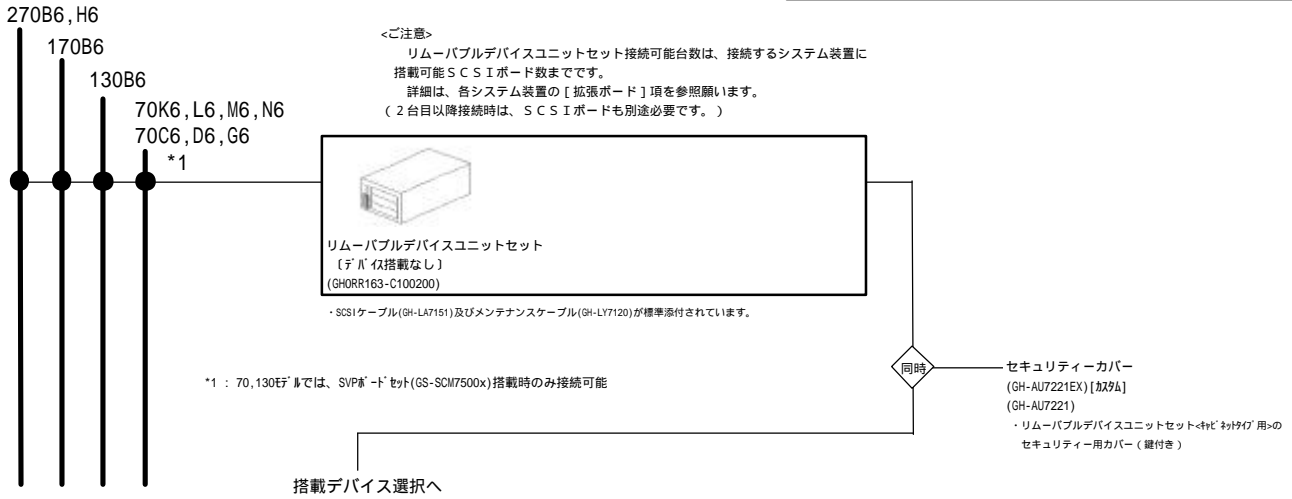 270B6,H6
170B6
130B6
70K6,L6,M6,N6
70C6,D6,G6
*1
<ご注意>
リムーバブルデバイスユニットセット接続可能台数は、接続するシステム装置に
搭載可能ＳＣＳＩボード数までです。
詳細は、各システム装置の [ 拡張ボード ] 項を参照願います。
( ２台目以降接続時は、ＳＣＳＩボードも別途必要です。)
リムーバブルデバイスユニットセット
〔ﾃﾞﾊﾞｲｽ搭載なし〕
(GH0RR163-C100200)
・SCSIケーブル(GH-LA7151)及びメンテナンスケーブル(GH-LY7120)が標準添付されています。
*1 : 70,130ﾓﾃﾞﾙでは、SVPﾎﾞｰﾄﾞｾｯﾄ(GS-SCM7500x)搭載時のみ接続可能
同時
セキュリティーカバー
(GH-AU7221EX)[ｶｽﾀﾑ]
(GH-AU7221)
・リムーバブルデバイスユニットセット<ｷｬﾋﾞﾈｯﾄﾀｲﾌﾟ用>の
セキュリティー用カバー ( 鍵付き )
搭載デバイス選択へ